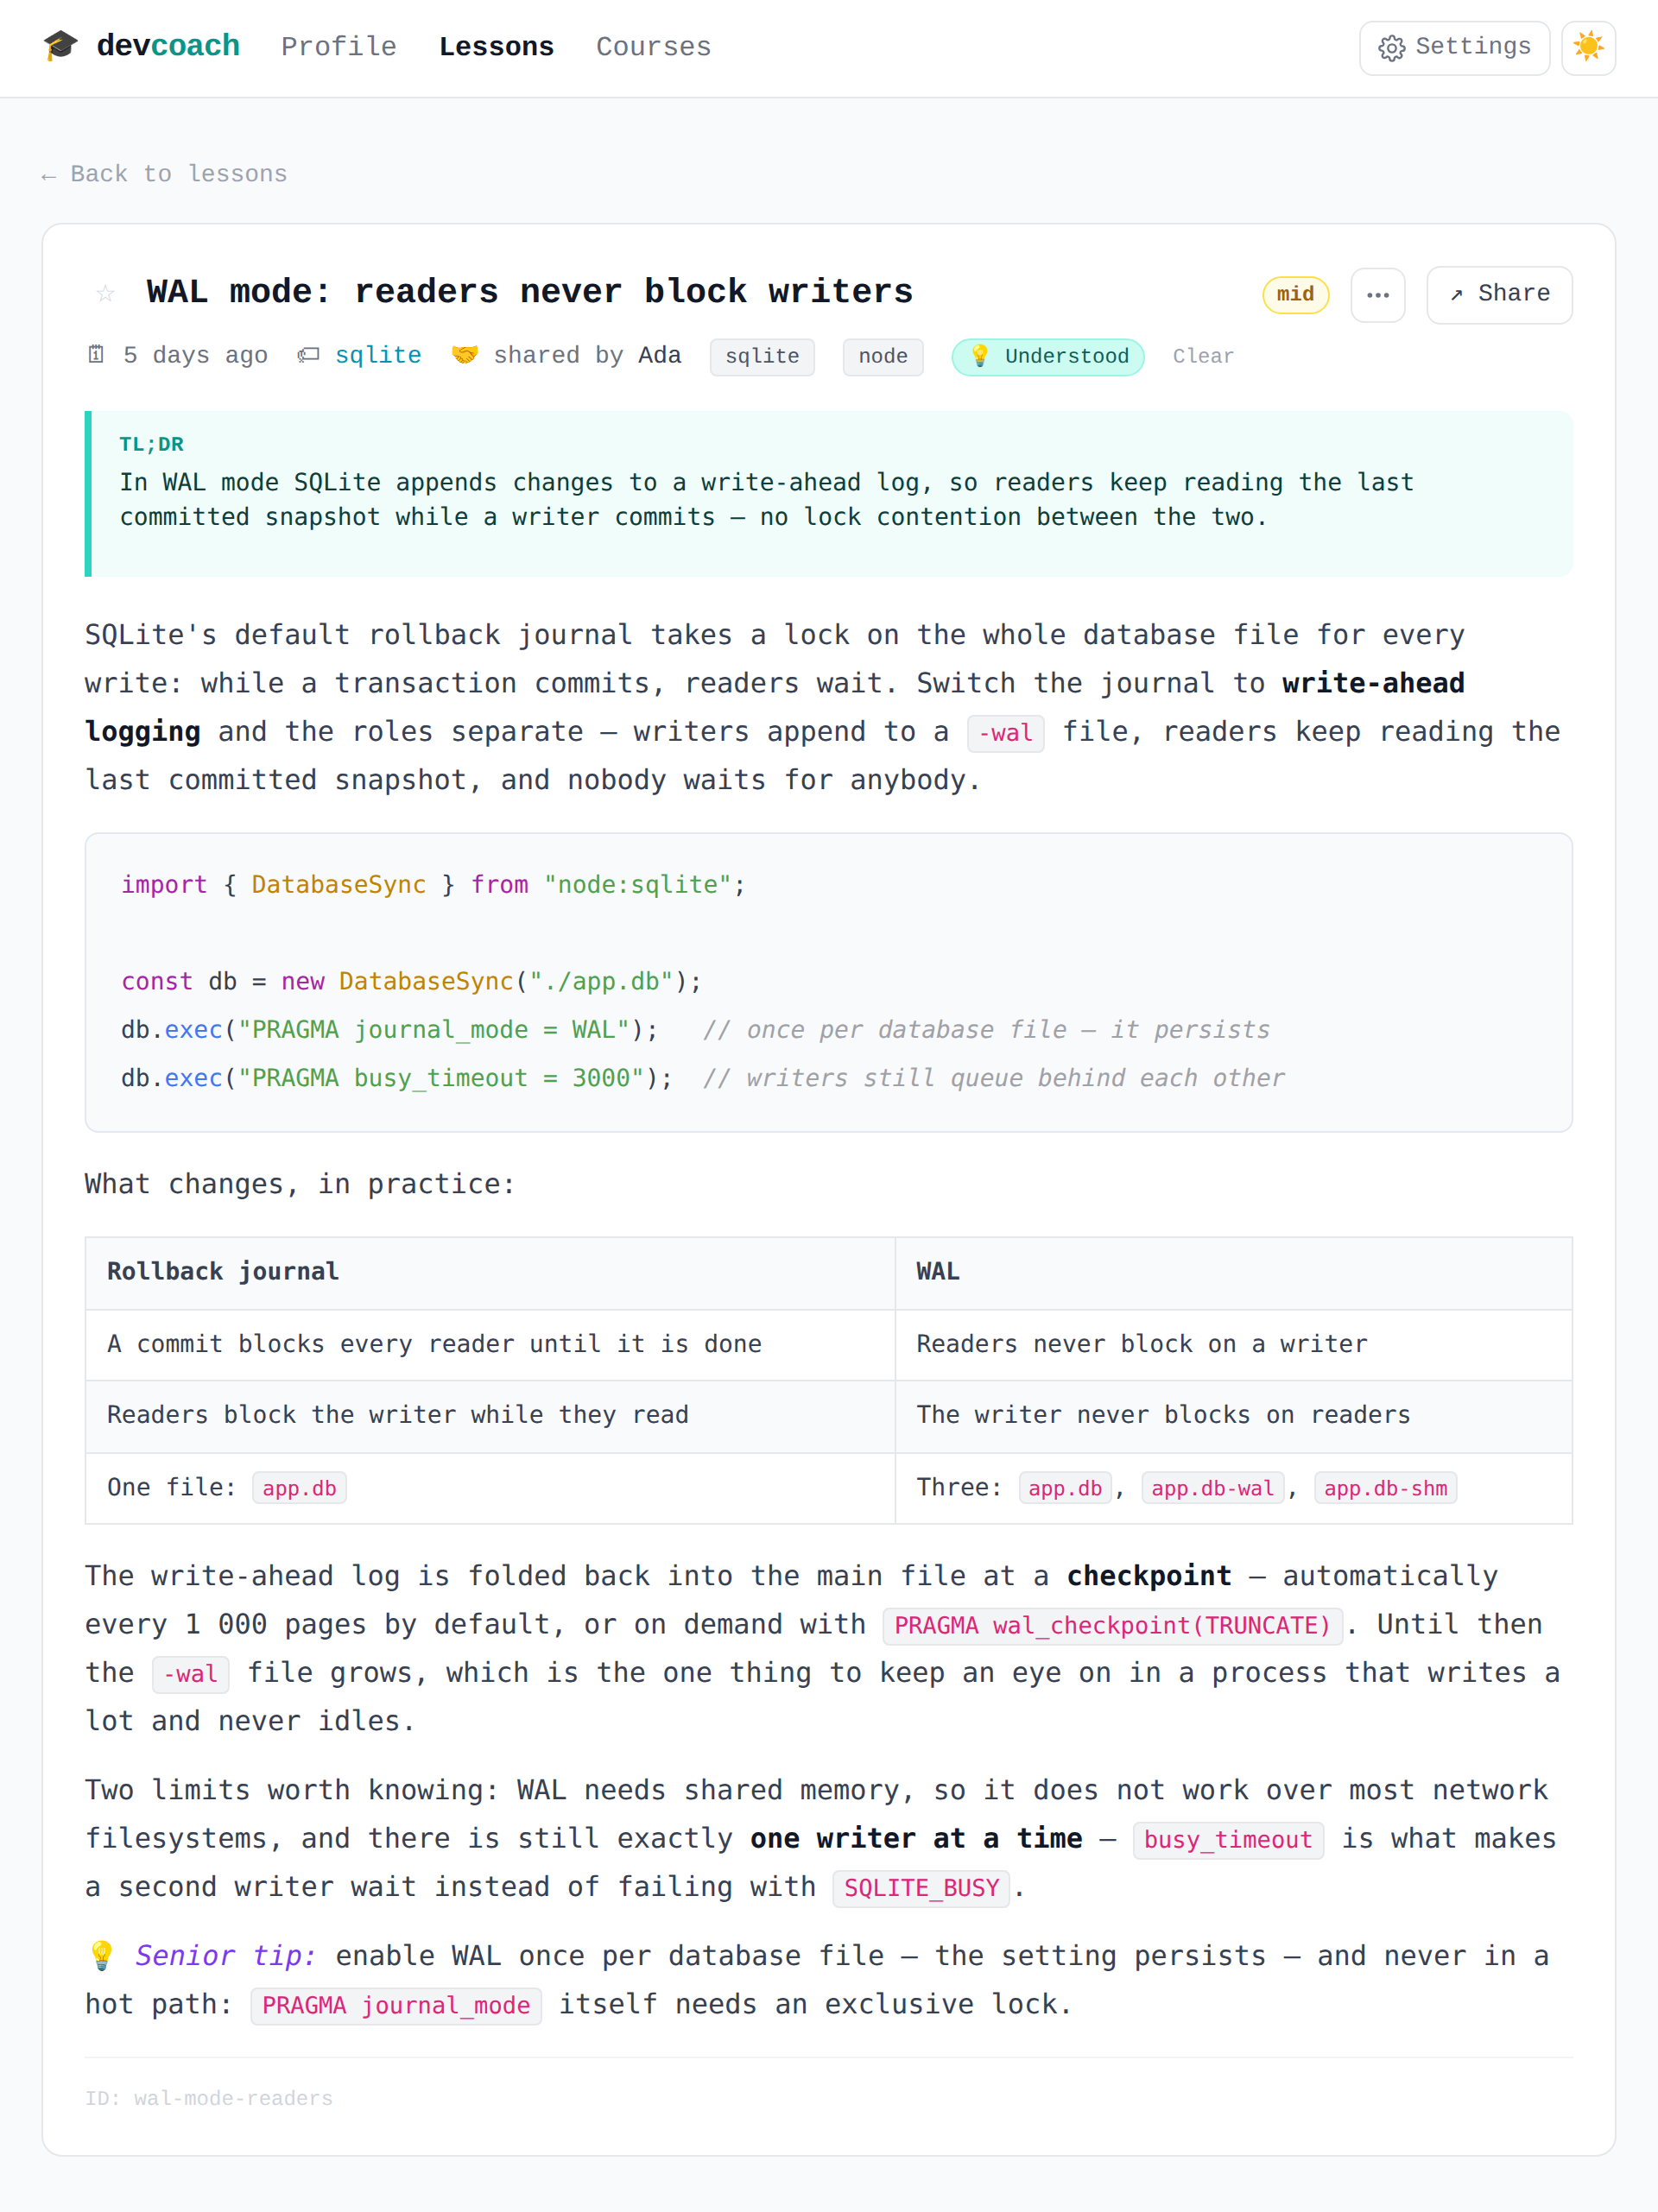 devcoach Profile Lessons Courses Settings
← Back to lessons
WAL mode: readers never block writers mid ... ↗ Share
5 days ago sqlite shared by Ada sqlite node Understood Clear
TL;DR
In WAL mode SQLite appends changes to a write-ahead log, so readers keep reading the last
committed snapshot while a writer commits — no lock contention between the two.
SQLite's default rollback journal takes a lock on the whole database file for every
write: while a transaction commits, readers wait. Switch the journal to write-ahead
logging and the roles separate — writers append to a -wal file, readers keep reading the
last committed snapshot, and nobody waits for anybody.
import { DatabaseSync } from "node:sqlite";
const db = new DatabaseSync("./app.db");
db.exec("PRAGMA journal_mode = WAL");   // once per database file — it persists
db.exec("PRAGMA busy_timeout = 3000");  // writers still queue behind each other
What changes, in practice:
Rollback journal WAL
A commit blocks every reader until it is done Readers never block on a writer
Readers block the writer while they read The writer never blocks on readers
One file: app.db Three: app.db, app.db-wal, app.db-shm
The write-ahead log is folded back into the main file at a checkpoint — automatically
every 1 000 pages by default, or on demand with PRAGMA wal_checkpoint(TRUNCATE). Until then
the -wal file grows, which is the one thing to keep an eye on in a process that writes a
lot and never idles.
Two limits worth knowing: WAL needs shared memory, so it does not work over most network
filesystems, and there is still exactly one writer at a time — busy_timeout is what makes
a second writer wait instead of failing with SQLITE_BUSY.
💡 Senior tip: enable WAL once per database file — the setting persists — and never in a
hot path: PRAGMA journal_mode itself needs an exclusive lock.
ID: wal-mode-readers